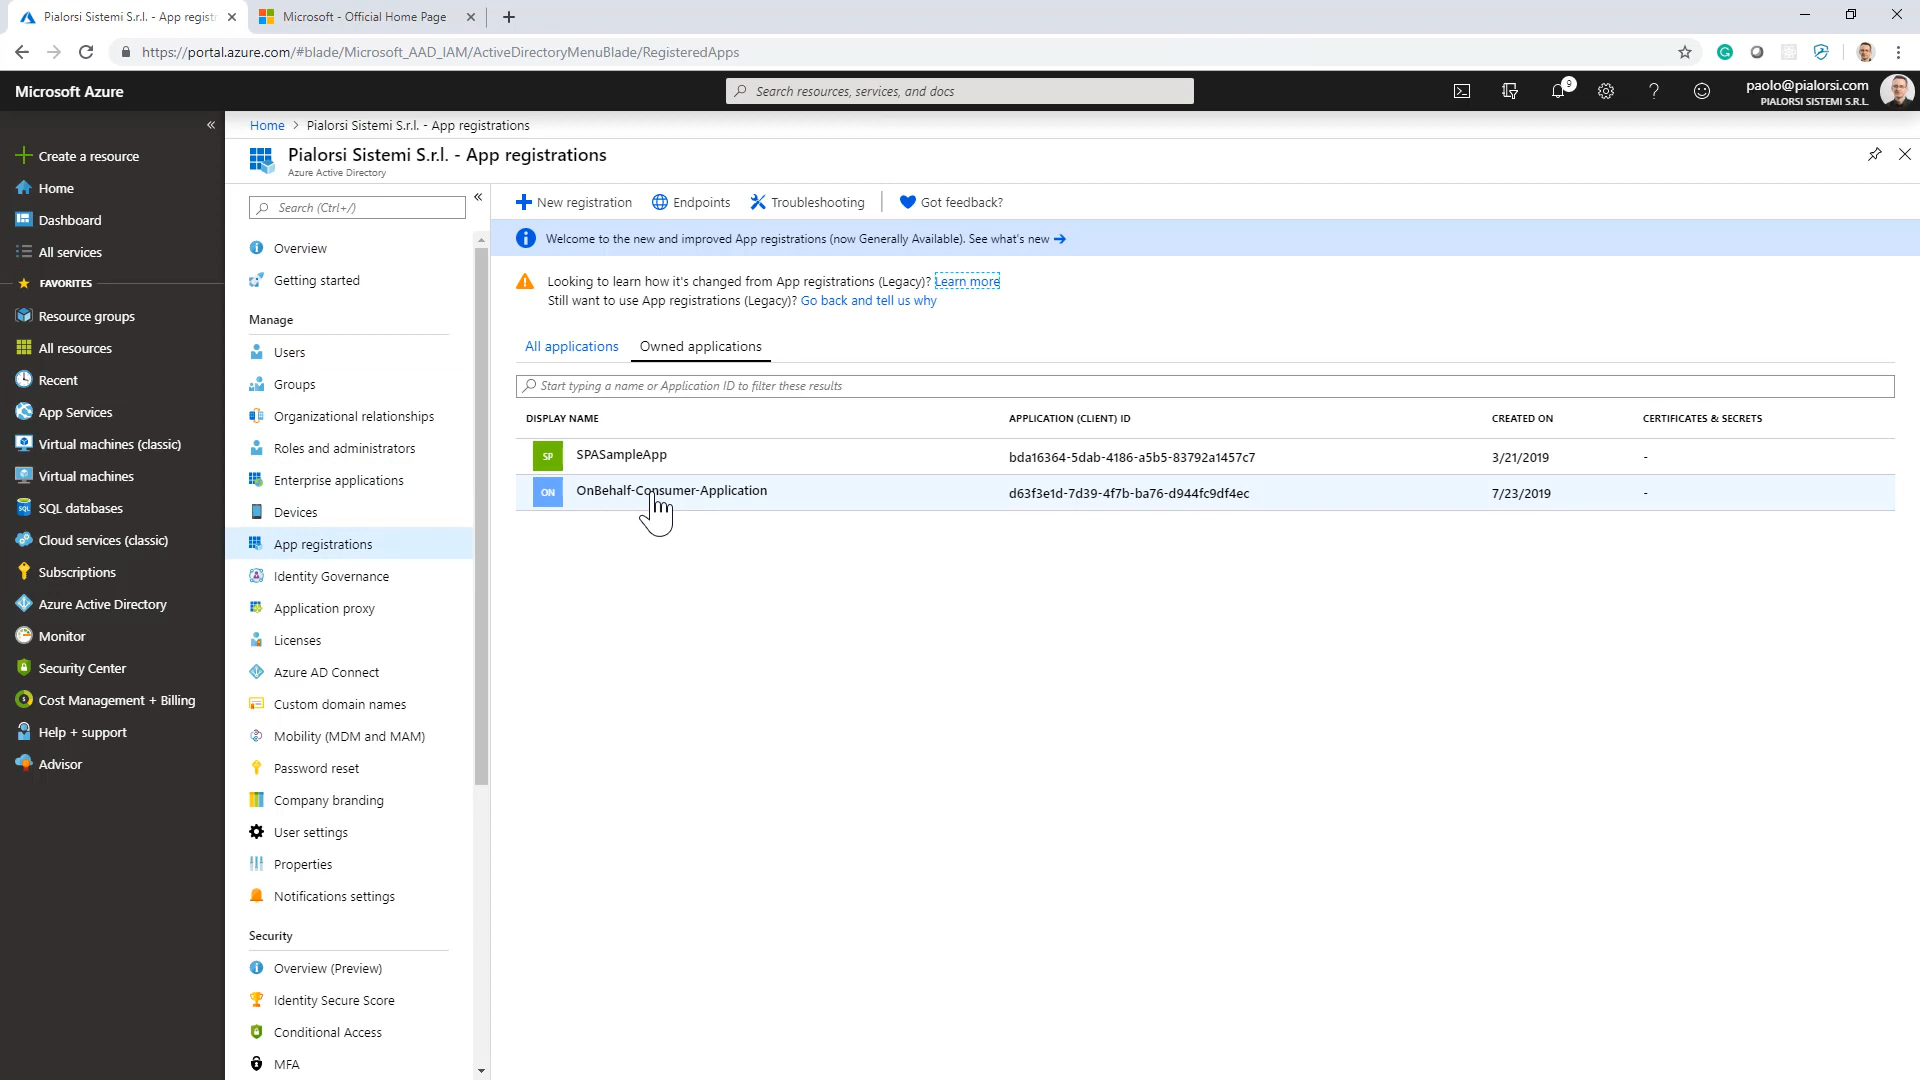 Pialorsi Sistemi S.r.l. - App regist
Microsoft - Official Home Page
https://portal.azure.com/#blade/Microsoft_AAD_IAM/ActiveDirectoryMenuBlade/RegisteredApps
Microsoft Azure
Search resources, services, and docs
9
paolo@pialorsi.com
PIALORSI SISTEMI S.R.L.
Home > Pialorsi Sistemi S.r.l. - App registrations
Pialorsi Sistemi S.r.l. - App registrations
Azure Active Directory
Create a resource
Home
Dashboard
All services
FAVORITES
Resource groups
All resources
Recent
App Services
Virtual machines (classic)
Virtual machines
SQL databases
Cloud services (classic)
Subscriptions
Azure Active Directory
Monitor
Security Center
Cost Management + Billing
Help + support
Advisor
Search (Ctrl+/)
Overview
Getting started
Manage
Users
Groups
Organizational relationships
Roles and administrators
Enterprise applications
Devices
App registrations
Identity Governance
Application proxy
Licenses
Azure AD Connect
Custom domain names
Mobility (MDM and MAM)
Password reset
Company branding
User settings
Properties
Notifications settings
Security
Overview (Preview)
Identity Secure Score
Conditional Access
MFA
New registration Endpoints Troubleshooting Got feedback?
Welcome to the new and improved App registrations (now Generally Available). See what's new →
Looking to learn how it's changed from App registrations (Legacy)? Learn more
Still want to use App registrations (Legacy)? Go back and tell us why
All applications Owned applications
Start typing a name or Application ID to filter these results
DISPLAY NAME APPLICATION (CLIENT) ID CREATED ON CERTIFICATES & SECRETS
SP SPASampleApp bda16364-5dab-4186-a5b5-83792a1457c7 3/21/2019 -
ON OnBehalf-Consumer-Application d63f3e1d-7d39-4f7b-ba76-d944fc9df4ec 7/23/2019 -